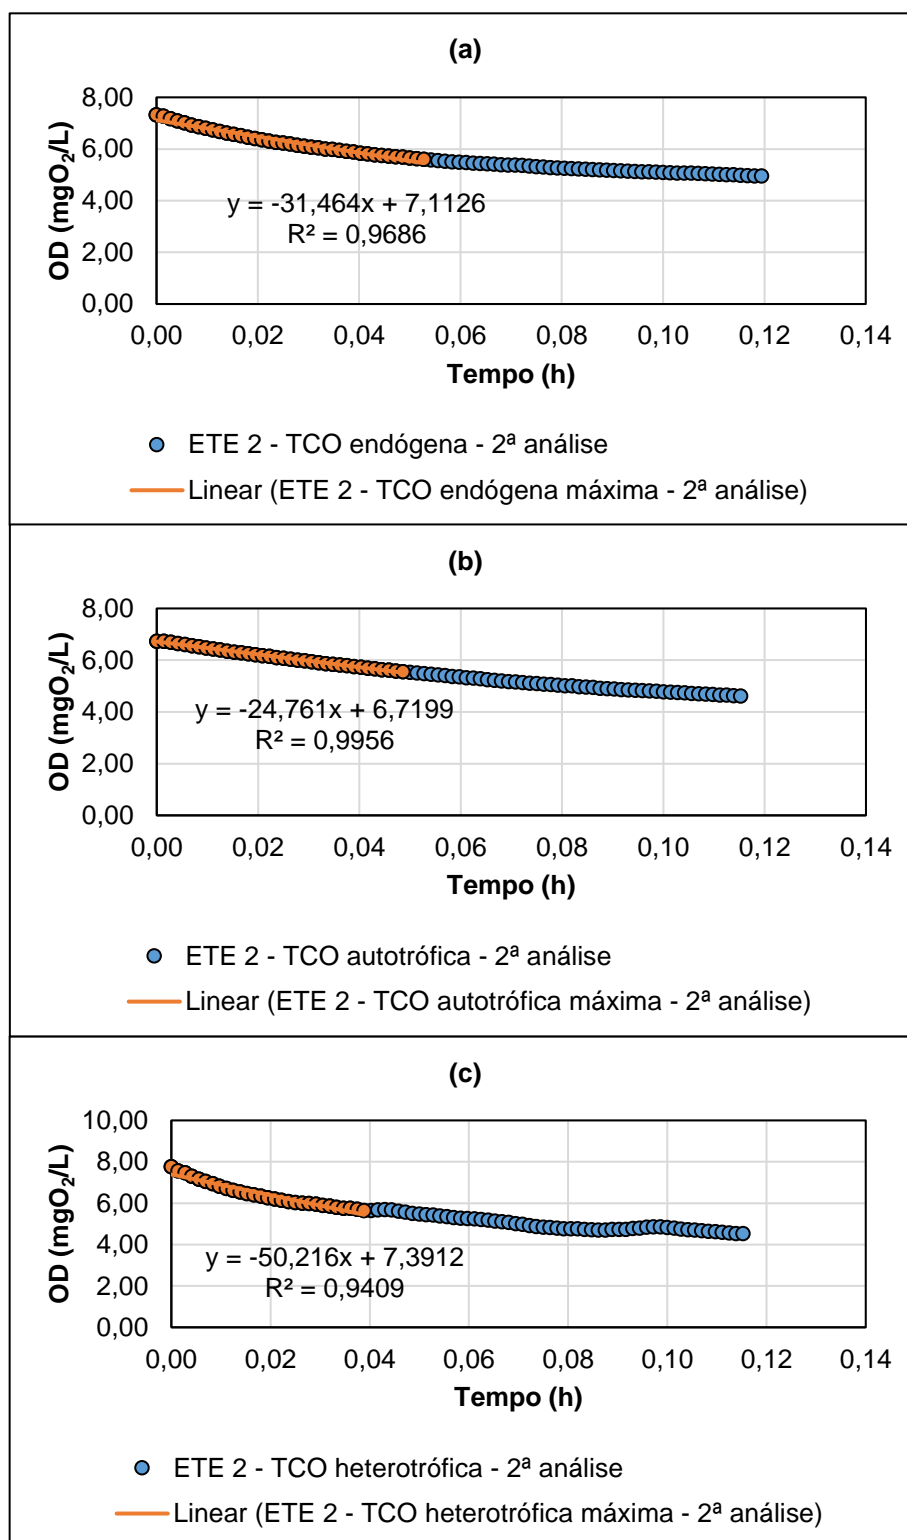 (a)
OD (mgO₂/L)
8,00
6,00
4,00
2,00
0,00
y = -31,464x + 7,1126
R² = 0,9686
0,00 0,02 0,04 0,06 0,08 0,10 0,12 0,14
Tempo (h)
ETE 2 - TCO endógena - 2ª análise
Linear (ETE 2 - TCO endógena máxima - 2ª análise)
(b)
OD (mgO₂/L)
8,00
6,00
4,00
2,00
0,00
y = -24,761x + 6,7199
R² = 0,9956
0,00 0,02 0,04 0,06 0,08 0,10 0,12 0,14
Tempo (h)
ETE 2 - TCO autotrófica - 2ª análise
Linear (ETE 2 - TCO autotrófica máxima - 2ª análise)
(c)
OD (mgO₂/L)
10,00
8,00
6,00
4,00
2,00
0,00
y = -50,216x + 7,3912
R² = 0,9409
0,00 0,02 0,04 0,06 0,08 0,10 0,12 0,14
Tempo (h)
ETE 2 - TCO heterotrófica - 2ª análise
Linear (ETE 2 - TCO heterotrófica máxima - 2ª análise)